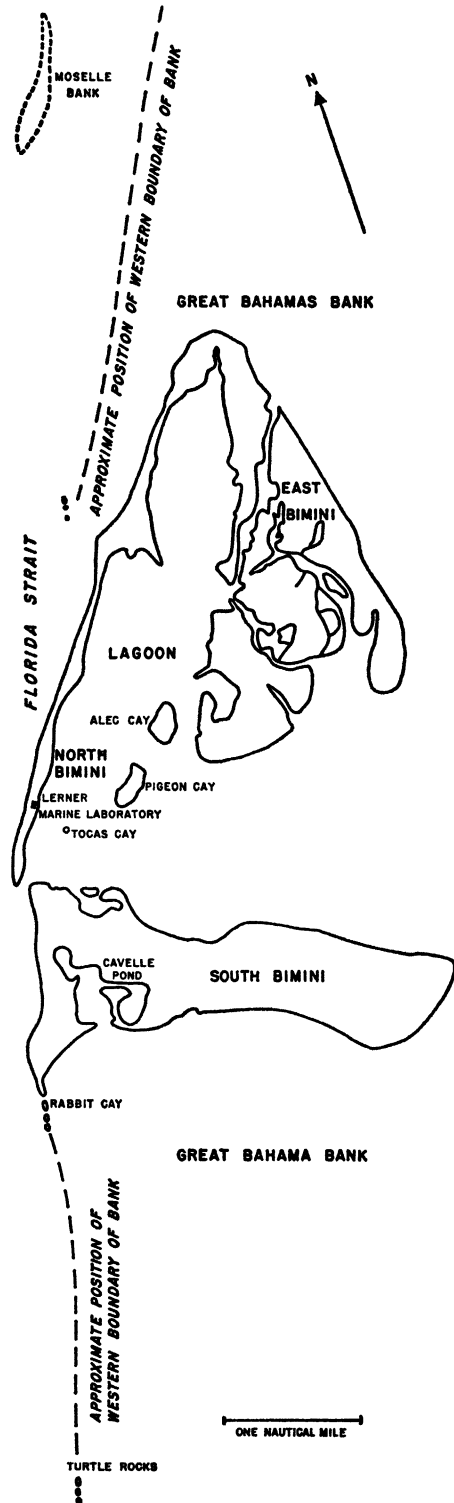 MOSELLE
BANK
N
APPROXIMATE POSITION OF WESTERN BOUNDARY OF BANK
GREAT BAHAMAS BANK
EAST
BIMINI
FLORIDA STRAIT
LAGOON
ALEC CAY
NORTH
BIMINI
PIGEON CAY
LERNER
MARINE LABORATORY
TOCAS CAY
CAVELLE
POND
SOUTH BIMINI
RABBIT CAY
GREAT BAHAMA BANK
APPROXIMATE POSITION OF
WESTERN BOUNDARY OF BANK
ONE NAUTICAL MILE
TURTLE ROCKS